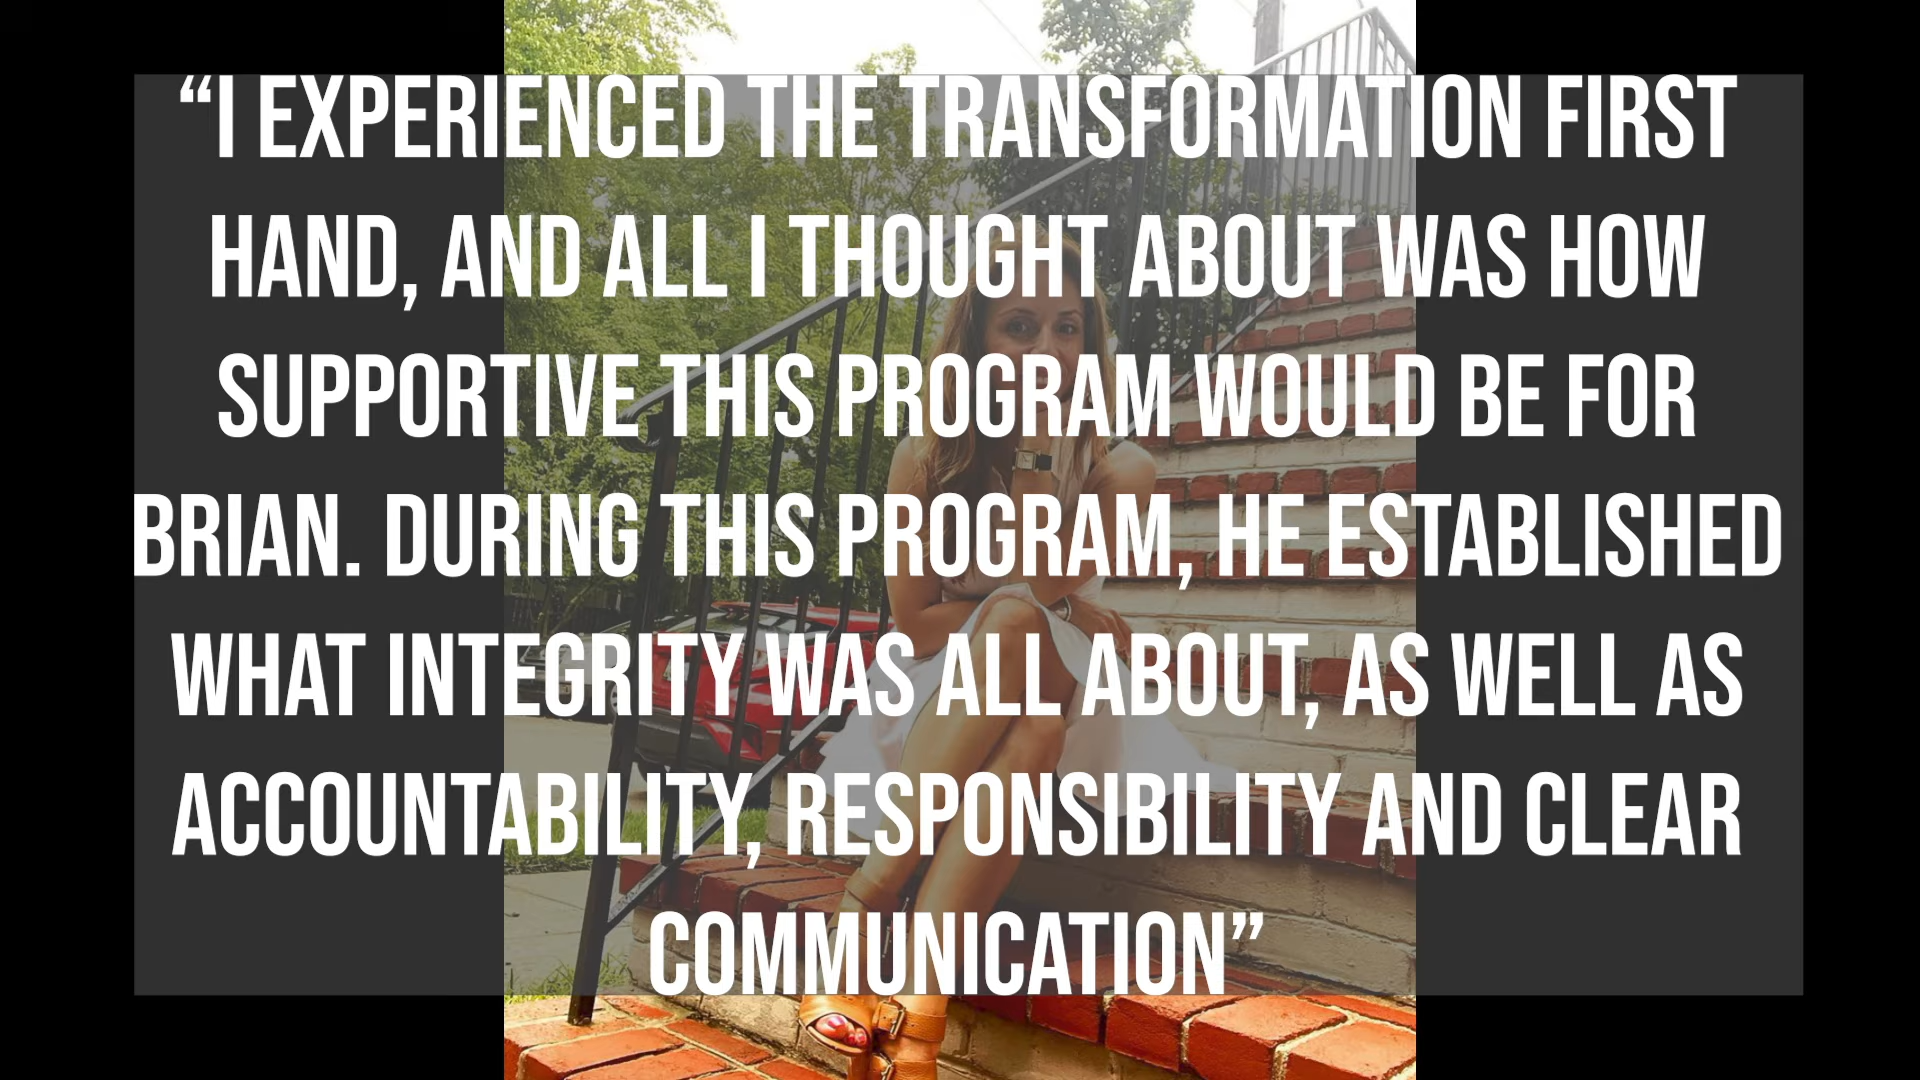 “I EXPERIENCED THE TRANSFORMATION FIRST
HAND, AND ALL I THOUGHT ABOUT WAS HOW
SUPPORTIVE THIS PROGRAM WOULD BE FOR
BRIAN. DURING THIS PROGRAM, HE ESTABLISHED
WHAT INTEGRITY WAS ALL ABOUT, AS WELL AS
ACCOUNTABILITY, RESPONSIBILITY AND CLEAR
COMMUNICATION”